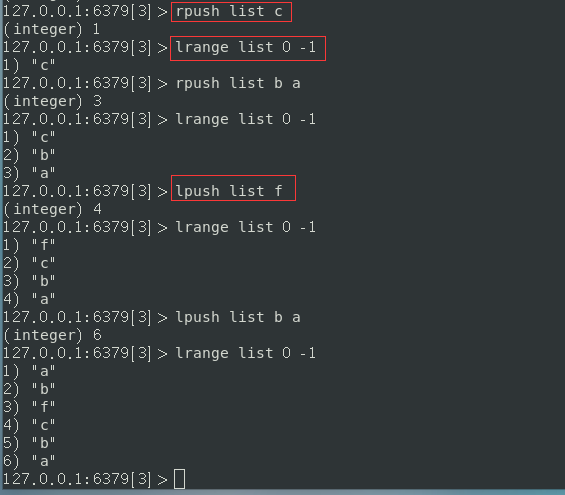 127.0.0.1:6379[3]> rpush list c
(integer) 1
127.0.0.1:6379[3]> lrange list 0 -1
1) "c"
127.0.0.1:6379[3]> rpush list b a
(integer) 3
127.0.0.1:6379[3]> lrange list 0 -1
1) "c"
2) "b"
3) "a"
127.0.0.1:6379[3]> lpush list f
(integer) 4
127.0.0.1:6379[3]> lrange list 0 -1
1) "f"
2) "c"
3) "b"
4) "a"
127.0.0.1:6379[3]> lpush list b a
(integer) 6
127.0.0.1:6379[3]> lrange list 0 -1
1) "a"
2) "b"
3) "f"
4) "c"
5) "b"
6) "a"
127.0.0.1:6379[3]>